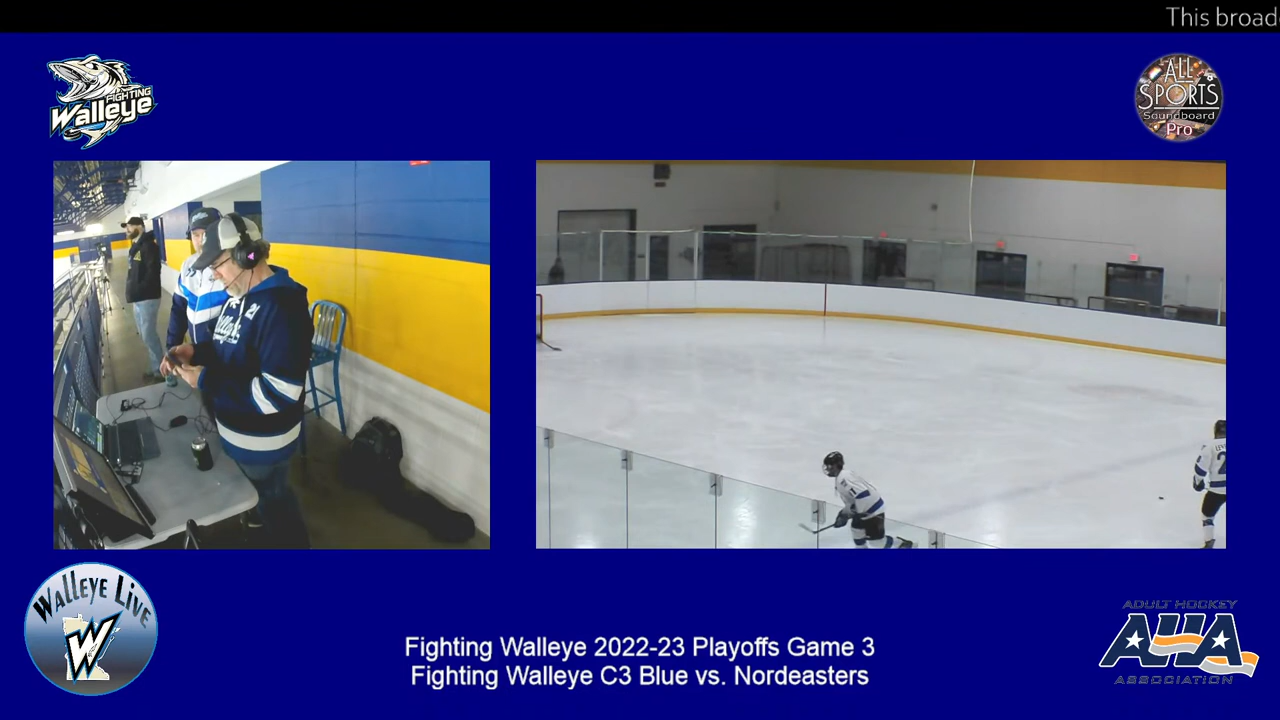 This broad
FIGHTING
Walleye
ALL
SPORTS
Soundboard
Pro
21
WALLEYE LIVE
W
Fighting Walleye 2022-23 Playoffs Game 3
Fighting Walleye C3 Blue vs. Nordeasters
ADULT HOCKEY
AHA
ASSOCIATION